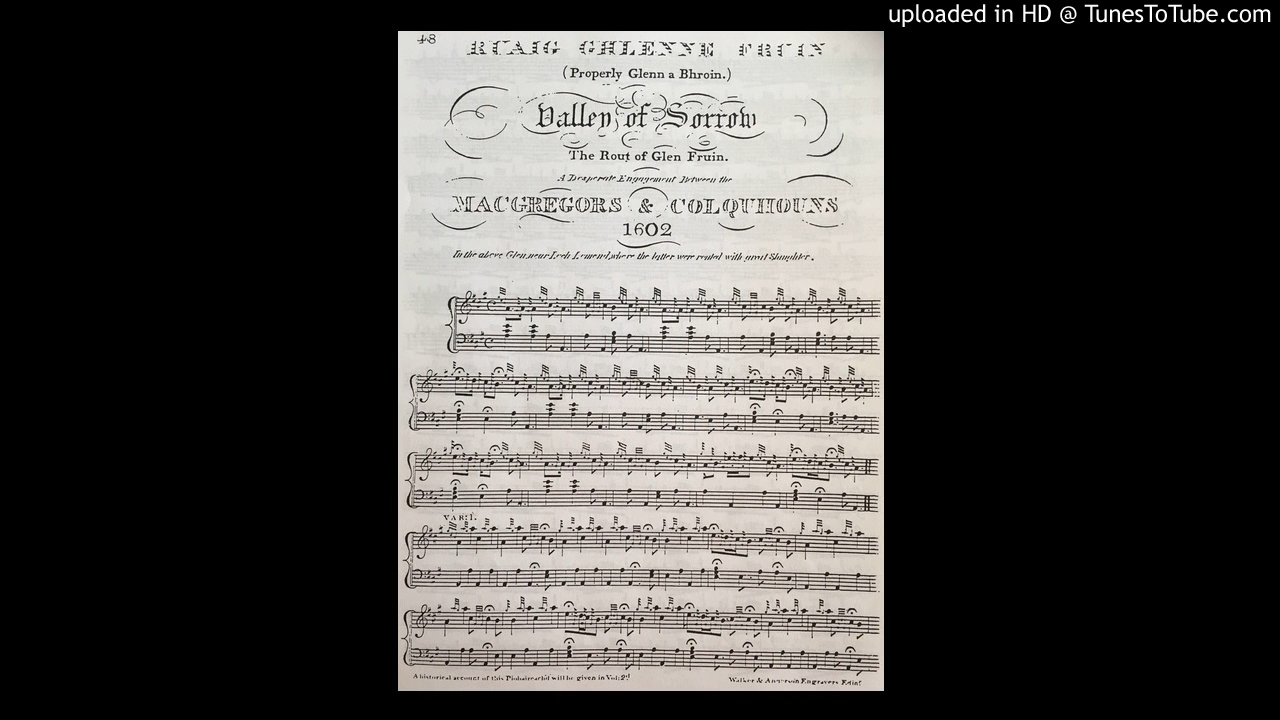 uploaded in HD @ TunesToTube.com
48
RUAIG GHLENNE FRUIN
(Properly Glenn a Bhroin.)
Valley of Sorrow
The Rout of Glen Fruin.
A Desperate Engagement Between the
MACGREGORS & COLQUHOUNS
1602
In the above Glen, near Loch Lomond, where the latter were routed with great Slaughter.
VAR: 1.
A historical account of this Piobaireachd will be given in Vol: 2d
Walker & Anderson Engravers Edinr